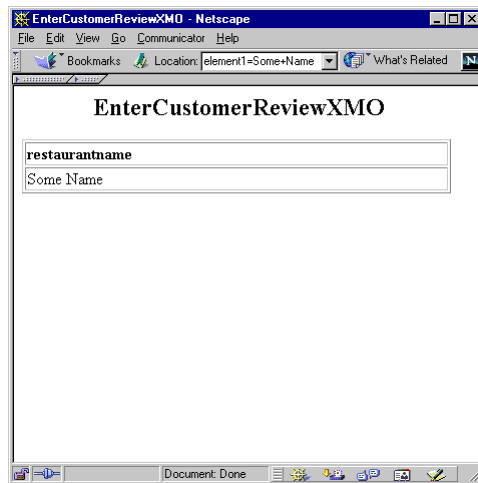 EnterCustomerReviewXMO - Netscape
File Edit View Go Communicator Help
Bookmarks Location: element1=Some+Name What's Related N
EnterCustomerReviewXMO
restaurantname
Some Name
Document: Done